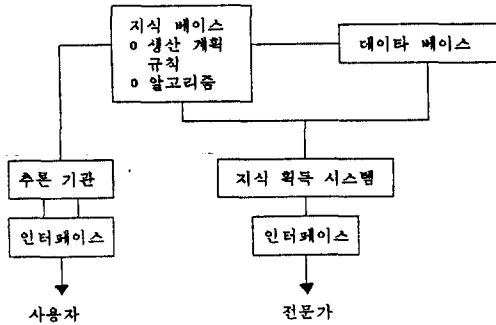 지식 베이스
o 생산 계획
규칙
o 알고리즘
데이타 베이스
추론 기관
지식 획득 시스템
인터페이스
인터페이스
사용자
전문가